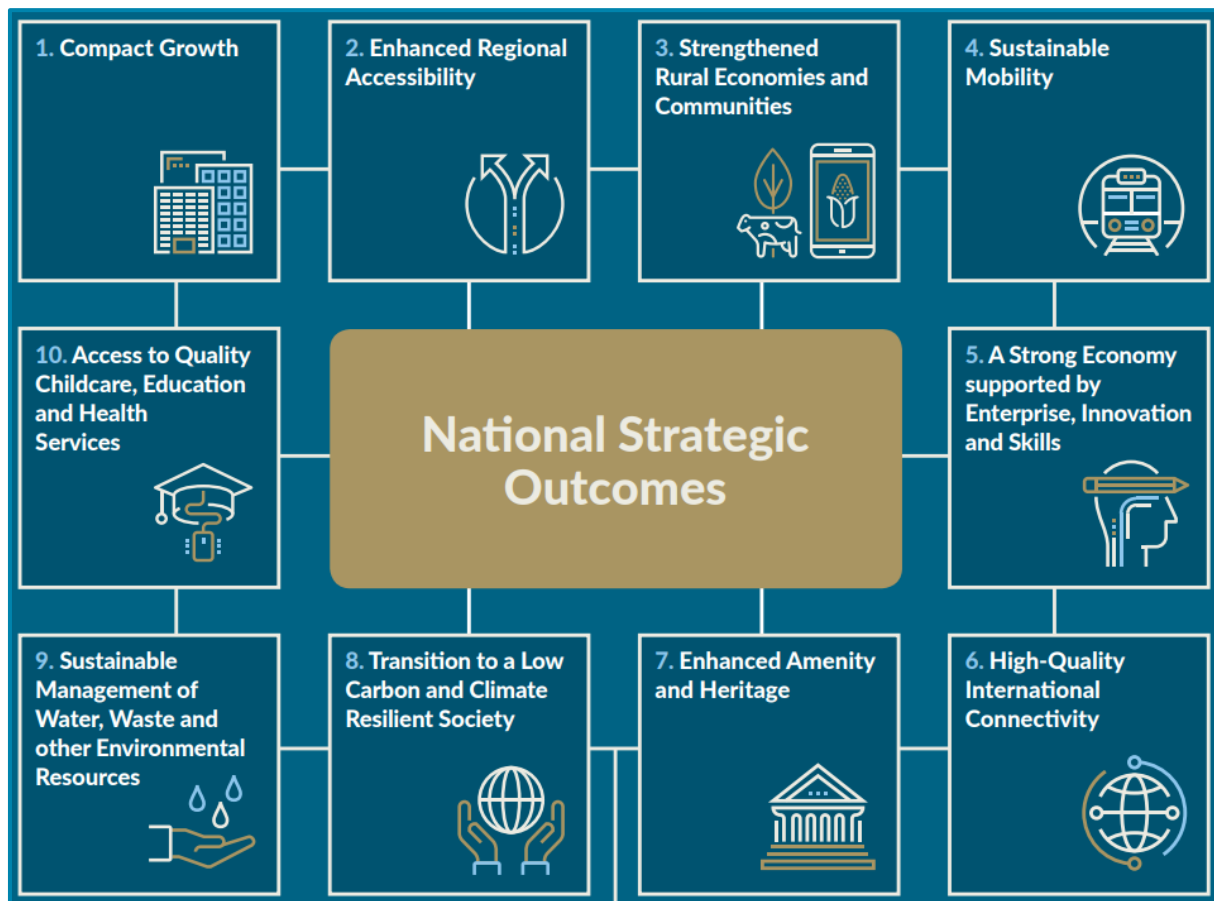 1. Compact Growth
2. Enhanced Regional
Accessibility
3. Strengthened
Rural Economies and
Communities
4. Sustainable
Mobility
10. Access to Quality
Childcare, Education
and Health
Services
National Strategic
Outcomes
5. A Strong Economy
supported by
Enterprise, Innovation
and Skills
9. Sustainable
Management of
Water, Waste and
other Environmental
Resources
8. Transition to a Low
Carbon and Climate
Resilient Society
7. Enhanced Amenity
and Heritage
6. High-Quality
International
Connectivity